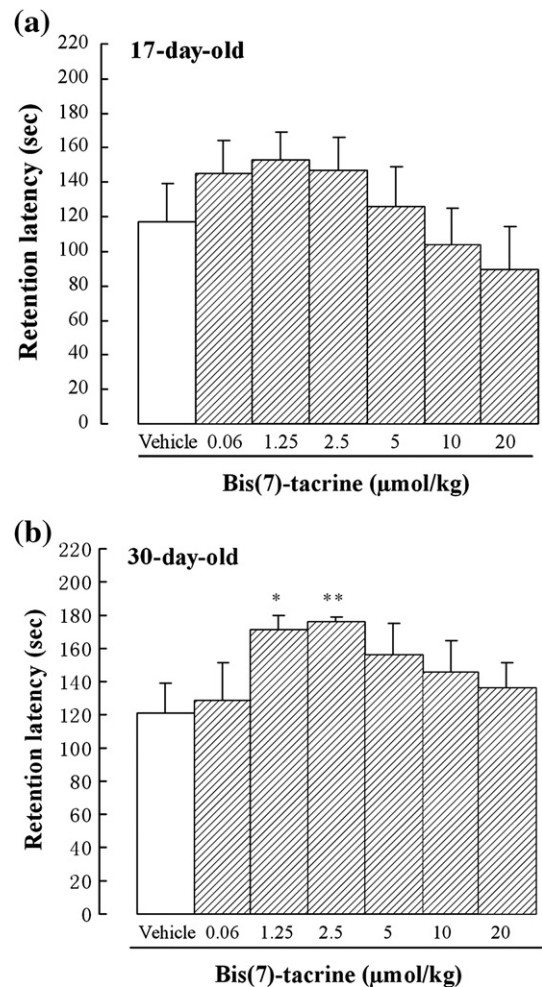 (a)
17-day-old
Retention latency (sec)
220
200
180
160
140
120
100
80
60
40
20
0
Vehicle 0.06 1.25 2.5 5 10 20
Bis(7)-tacrine (μmol/kg)
(b)
30-day-old
Retention latency (sec)
220
200
180
160
140
120
100
80
60
40
20
0
* **
Vehicle 0.06 1.25 2.5 5 10 20
Bis(7)-tacrine (μmol/kg)